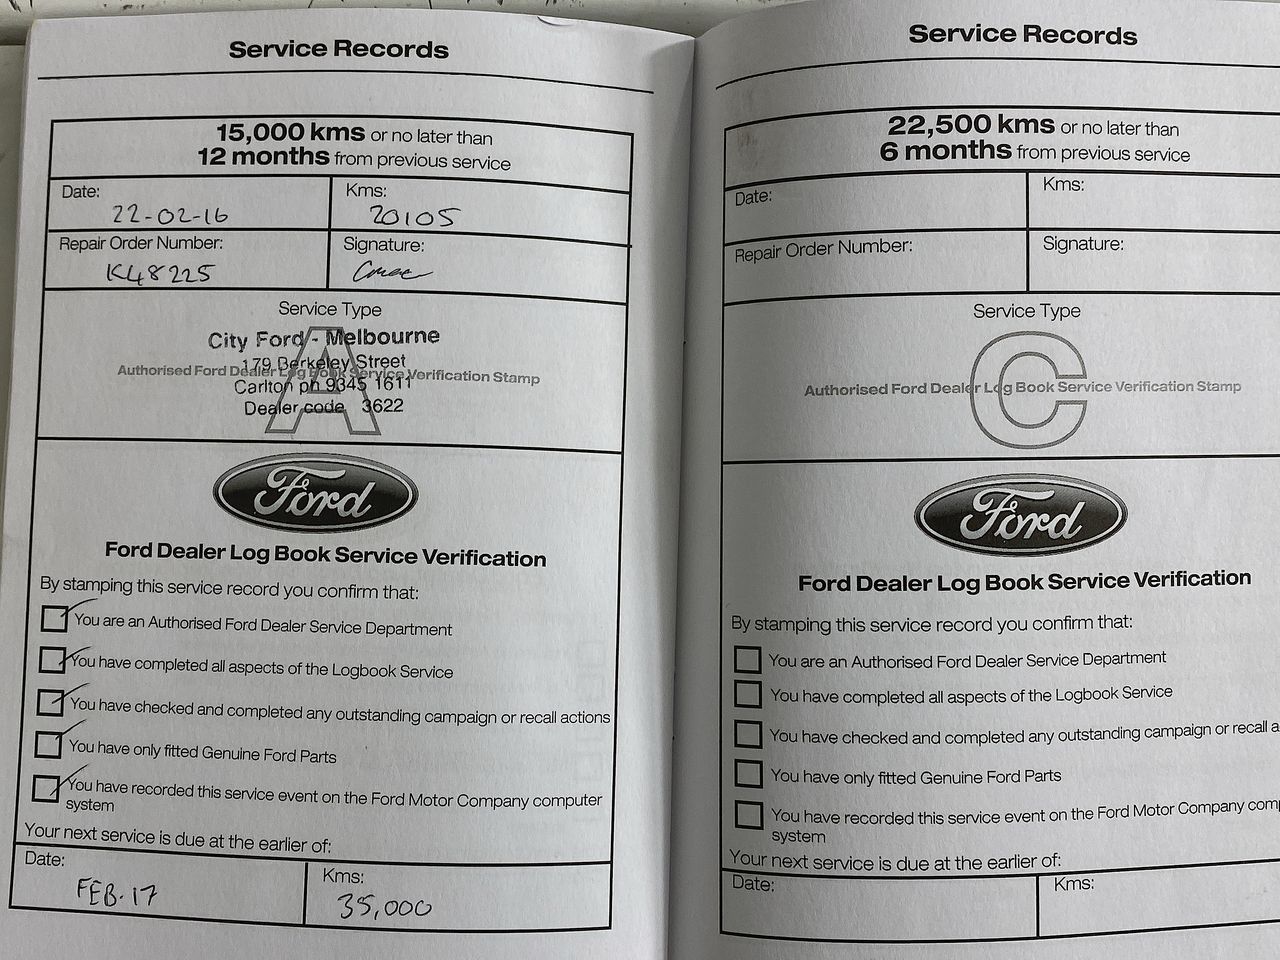 Service Records
15,000 kms or no later than
12 months from previous service
Date:
22-02-16
Kms:
20105
Repair Order Number:
K48225
Signature:
Service Type
A
City Ford - Melbourne
179 Berkeley Street
Authorised Ford Dealer Log Book Service Verification Stamp
Carlton ph 9345 1611
Dealer code 3622
Ford
Ford Dealer Log Book Service Verification
By stamping this service record you confirm that:
You are an Authorised Ford Dealer Service Department
You have completed all aspects of the Logbook Service
You have checked and completed any outstanding campaign or recall actions
You have only fitted Genuine Ford Parts
You have recorded this service event on the Ford Motor Company computer
system
Your next service is due at the earlier of:
Date:
FEB.17
Kms:
35,000
Service Records
22,500 kms or no later than
6 months from previous service
Date:
Kms:
Repair Order Number:
Signature:
Service Type
C
Authorised Ford Dealer Log Book Service Verification Stamp
Ford
Ford Dealer Log Book Service Verification
By stamping this service record you confirm that:
You are an Authorised Ford Dealer Service Department
You have completed all aspects of the Logbook Service
You have checked and completed any outstanding campaign or recall a
You have only fitted Genuine Ford Parts
You have recorded this service event on the Ford Motor Company com
system
Your next service is due at the earlier of:
Date:
Kms: